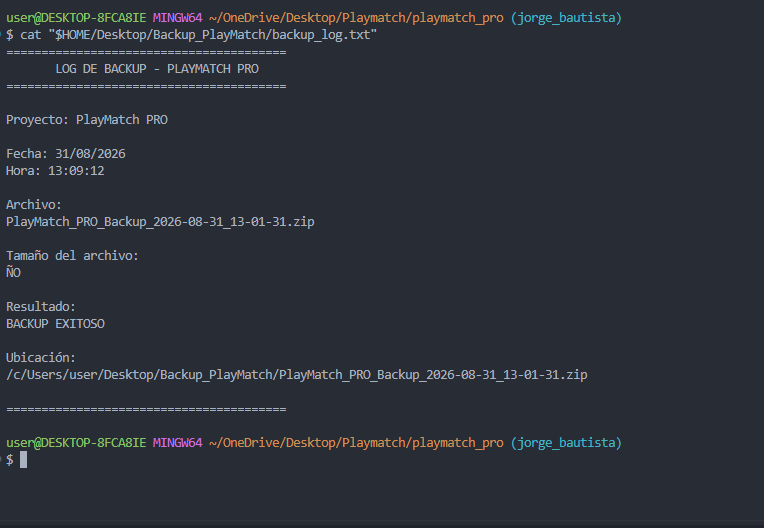 user@DESKTOP-8FCA8IE MINGW64 ~/OneDrive/Desktop/Playmatch/playmatch_pro (jorge_bautista)
$ cat "$HOME/Desktop/Backup_PlayMatch/backup_log.txt"
========================================
LOG DE BACKUP - PLAYMATCH PRO
========================================
Proyecto: PlayMatch PRO
Fecha: 31/08/2026
Hora: 13:09:12
Archivo:
PlayMatch_PRO_Backup_2026-08-31_13-01-31.zip
Tamaño del archivo:
ÑO
Resultado:
BACKUP EXITOSO
Ubicación:
/c/Users/user/Desktop/Backup_PlayMatch/PlayMatch_PRO_Backup_2026-08-31_13-01-31.zip
========================================
user@DESKTOP-8FCA8IE MINGW64 ~/OneDrive/Desktop/Playmatch/playmatch_pro (jorge_bautista)
$